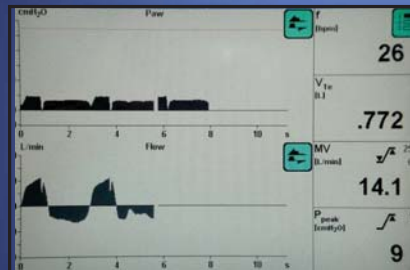 cmH₂O Paw
0 2 4 6 8 10 s
L/min Flow
0 2 4 6 8 10 s
f
[bpm]
26
VTe
[L]
.772
MV
[L/min]
14.1
Ppeak
[cmH₂O]
9